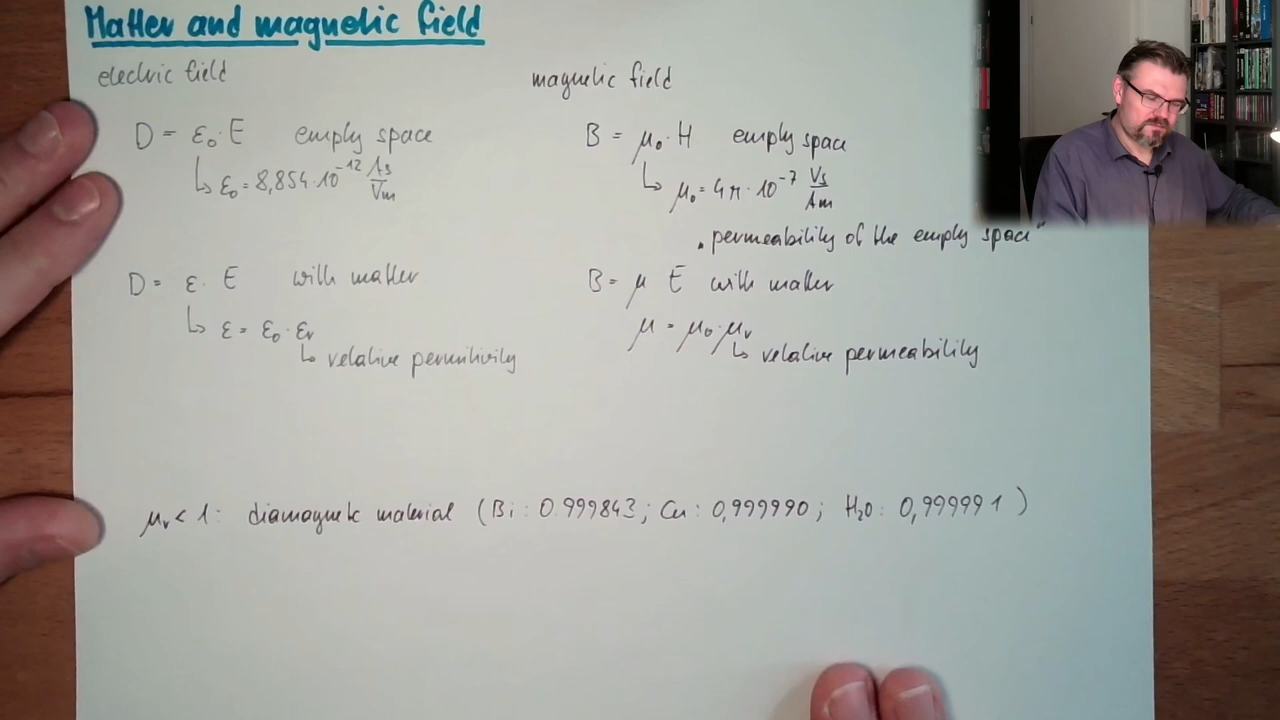 Matter and magnetic field
electric field
D = ε₀ · E empty space
↳ ε₀ = 8,854 · 10⁻¹² As/Vm
D = ε · E with matter
↳ ε = ε₀ · εr
↳ relative permitivity
magnetic field
B = μ₀ · H empty space
↳ μ₀ = 4π · 10⁻⁷ Vs/Am
„permeability of the empty space“
B = μ E with matter
μ = μ₀ · μr
↳ relative permeability
μr < 1: diamagnetic material (Bi: 0.999843; Cu: 0,999990; H₂O: 0,999991)